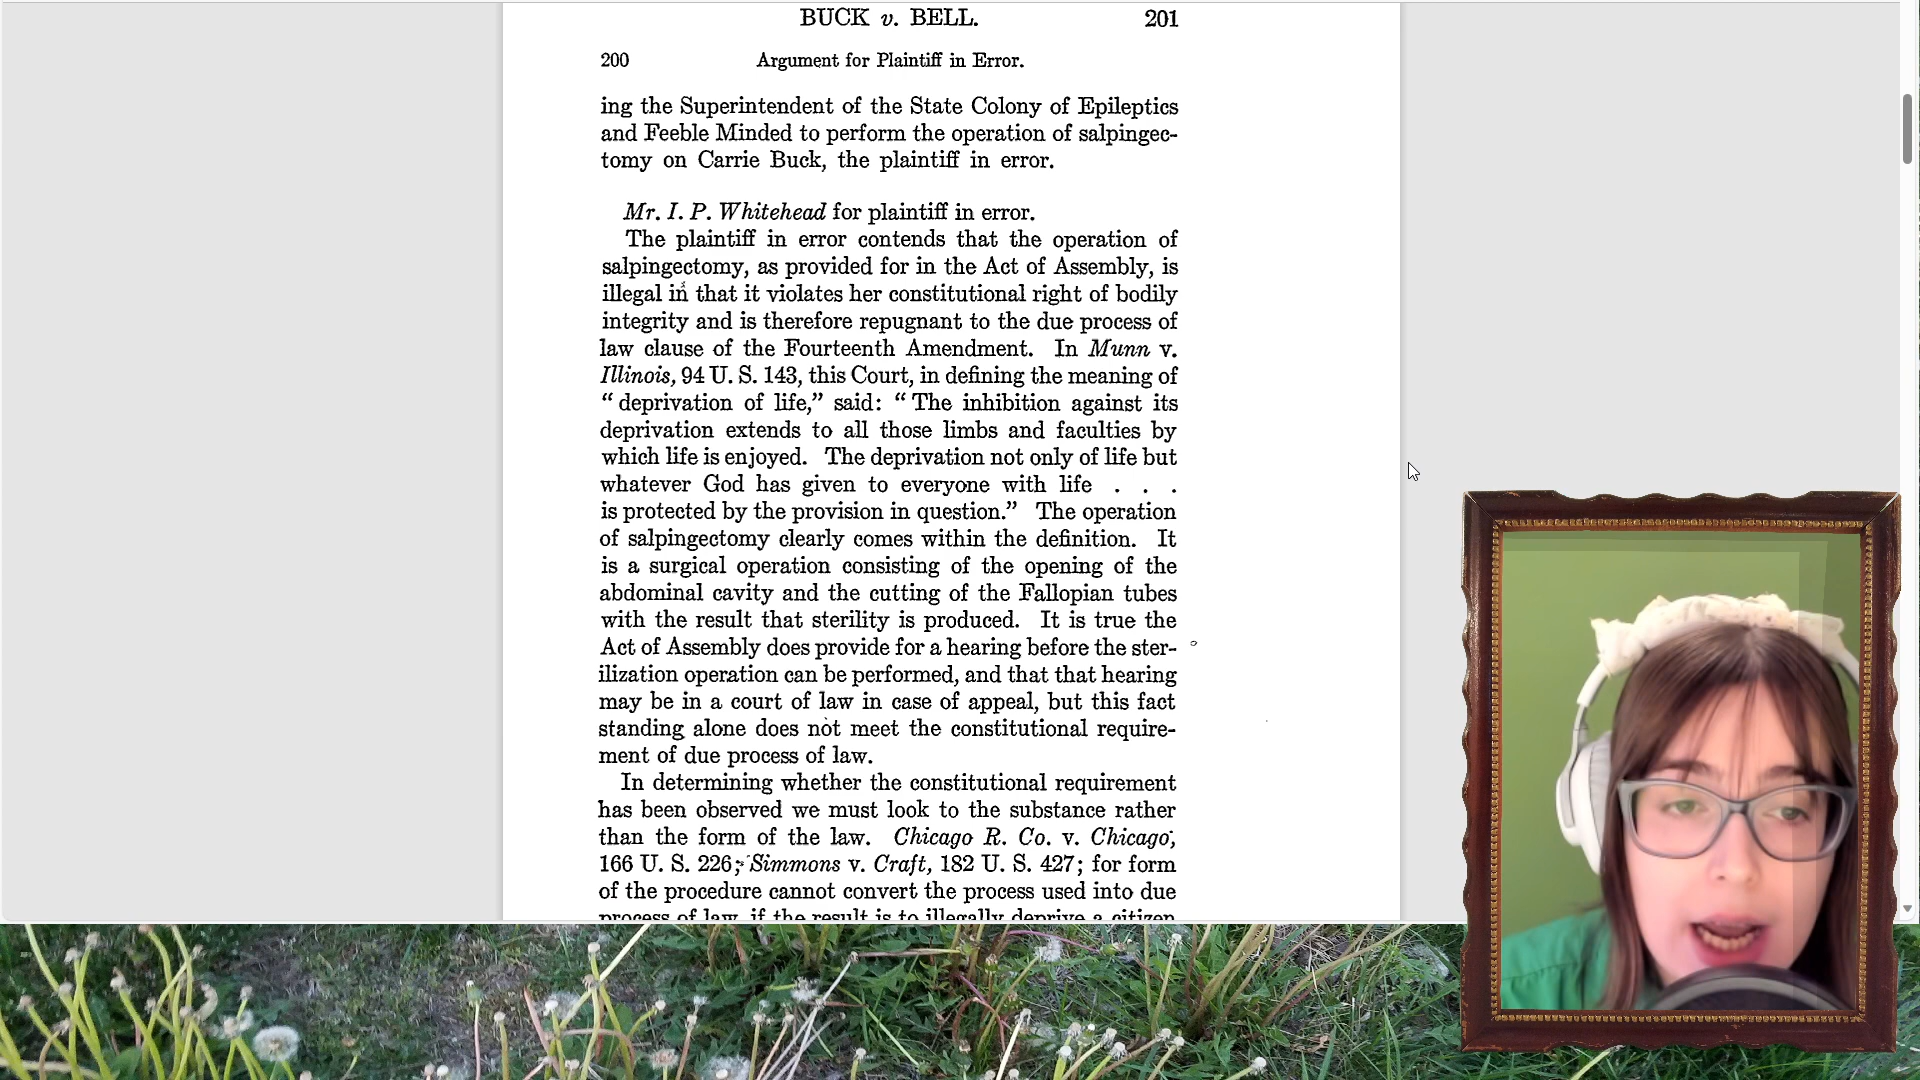 BUCK v. BELL. 201
200 Argument for Plaintiff in Error.
ing the Superintendent of the State Colony of Epileptics
and Feeble Minded to perform the operation of salpingec-
tomy on Carrie Buck, the plaintiff in error.
Mr. I. P. Whitehead for plaintiff in error.
The plaintiff in error contends that the operation of
salpingectomy, as provided for in the Act of Assembly, is
illegal in that it violates her constitutional right of bodily
integrity and is therefore repugnant to the due process of
law clause of the Fourteenth Amendment. In Munn v.
Illinois, 94 U. S. 143, this Court, in defining the meaning of
“ deprivation of life,” said: “ The inhibition against its
deprivation extends to all those limbs and faculties by
which life is enjoyed. The deprivation not only of life but
whatever God has given to everyone with life . . .
is protected by the provision in question.” The operation
of salpingectomy clearly comes within the definition. It
is a surgical operation consisting of the opening of the
abdominal cavity and the cutting of the Fallopian tubes
with the result that sterility is produced. It is true the
Act of Assembly does provide for a hearing before the ster-
ilization operation can be performed, and that that hearing
may be in a court of law in case of appeal, but this fact
standing alone does not meet the constitutional require-
ment of due process of law.
In determining whether the constitutional requirement
has been observed we must look to the substance rather
than the form of the law. Chicago R. Co. v. Chicago,
166 U. S. 226; Simmons v. Craft, 182 U. S. 427; for form
of the procedure cannot convert the process used into due
process of law, if the result is to illegally deprive a citizen